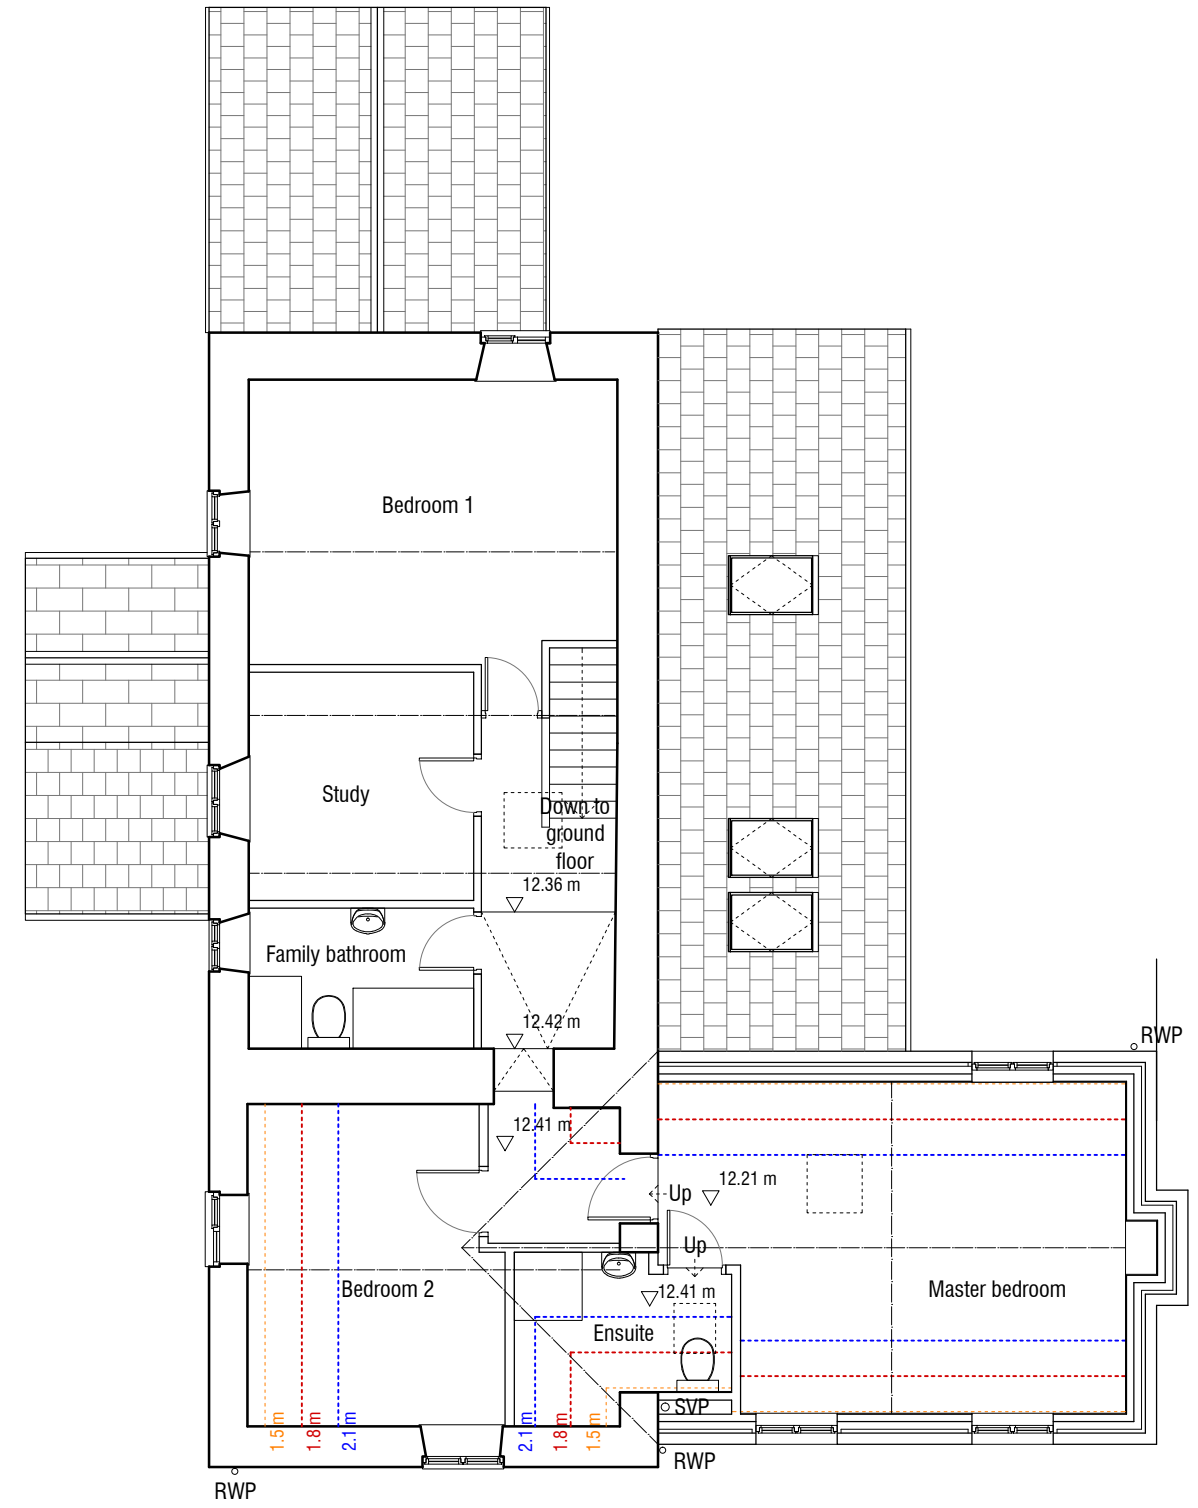 Bedroom 1
Study
Down to
ground
floor
12.36 m
Family bathroom
12.42 m
RWP
12.41 m
Up
12.21 m
Up
Bedroom 2
12.41 m
Master bedroom
Ensuite
SVP
1.5 m
1.8 m
2.1 m
2.1 m
1.8 m
1.5 m
RWP
RWP